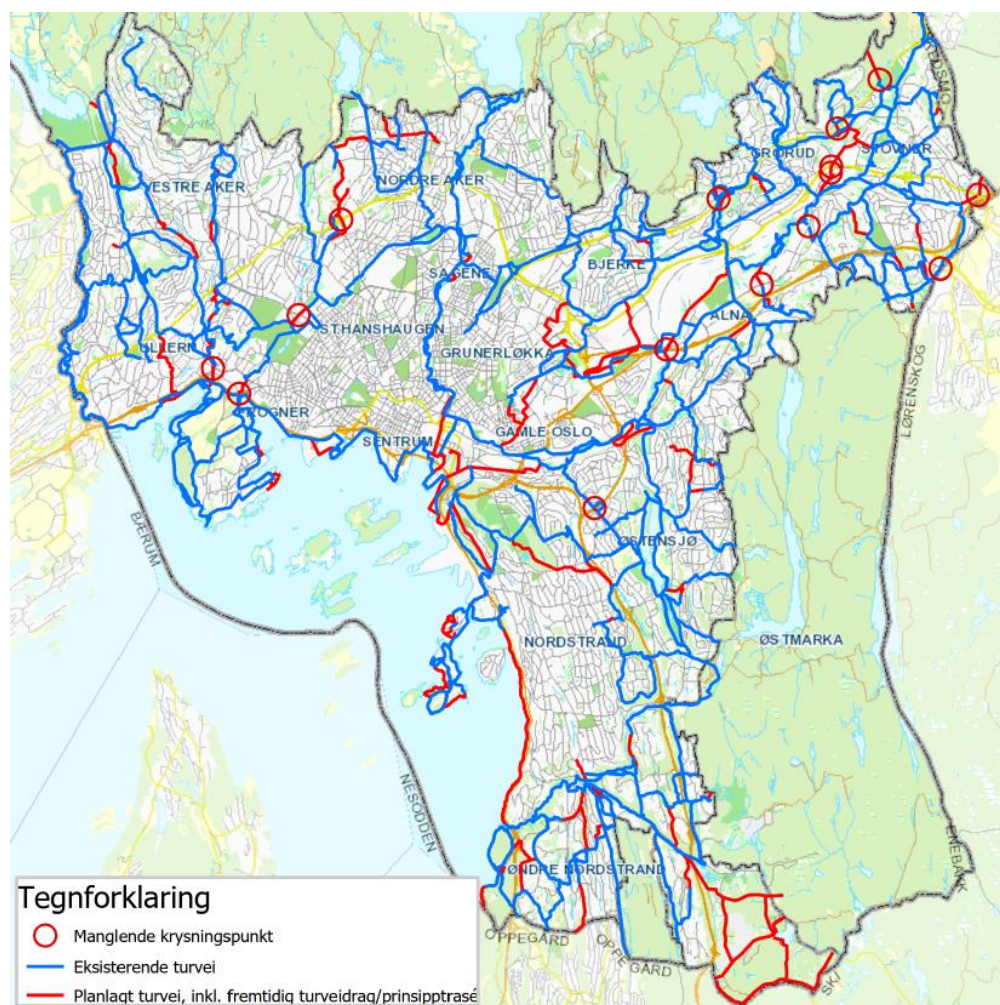 SKEDSMO
STOVNER
GRORUD
VESTRE AKER
NORDRE AKER
SAGENE
BJERKE
ALNA
ST.HANSHAUGEN
ULLERN
GRUNERLØKKA
FROGNER
SENTRUM
GAMLE OSLO
LØRENSKOG
BÆRUM
ØSTENSJØ
NORDSTRAND
ØSTMARKA
NESODDEN
ENEBAKK
SØNDRE NORDSTRAND
OPPEGÅRD
OPPEGÅRD
SKI
Tegnforklaring
Manglende krysningspunkt
Eksisterende turvei
Planlagt turvei, inkl. fremtidig turveidrag/prinsipptrasé